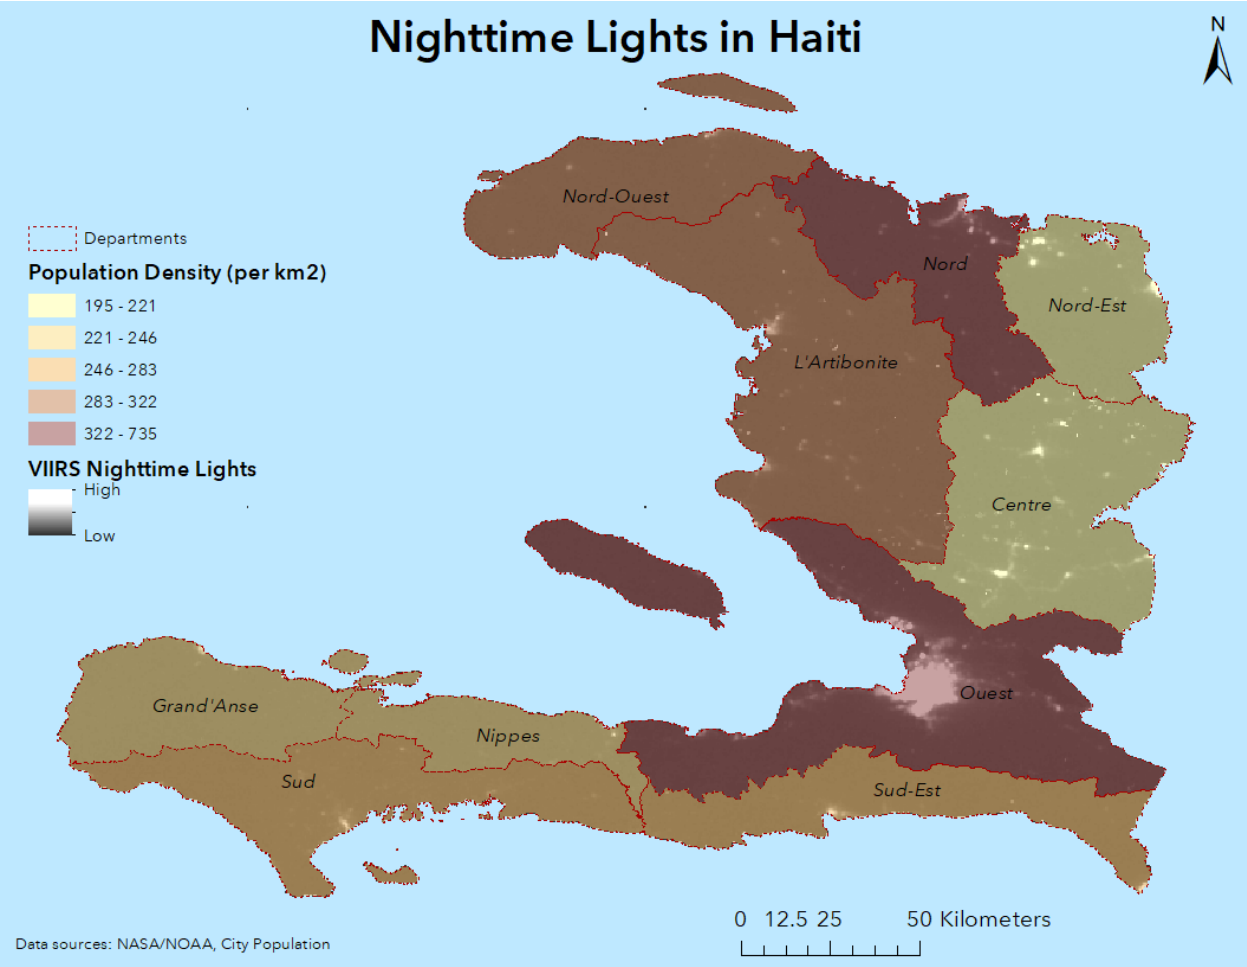 Nighttime Lights in Haiti
N
Nord-Ouest
Departments
Nord
Population Density (per km2)
195 - 221
Nord-Est
221 - 246
246 - 283
L'Artibonite
283 - 322
322 - 735
VIIRS Nighttime Lights
High
Low
Centre
Ouest
Grand'Anse
Nippes
Sud
Sud-Est
0 12.5 25 50 Kilometers
Data sources: NASA/NOAA, City Population